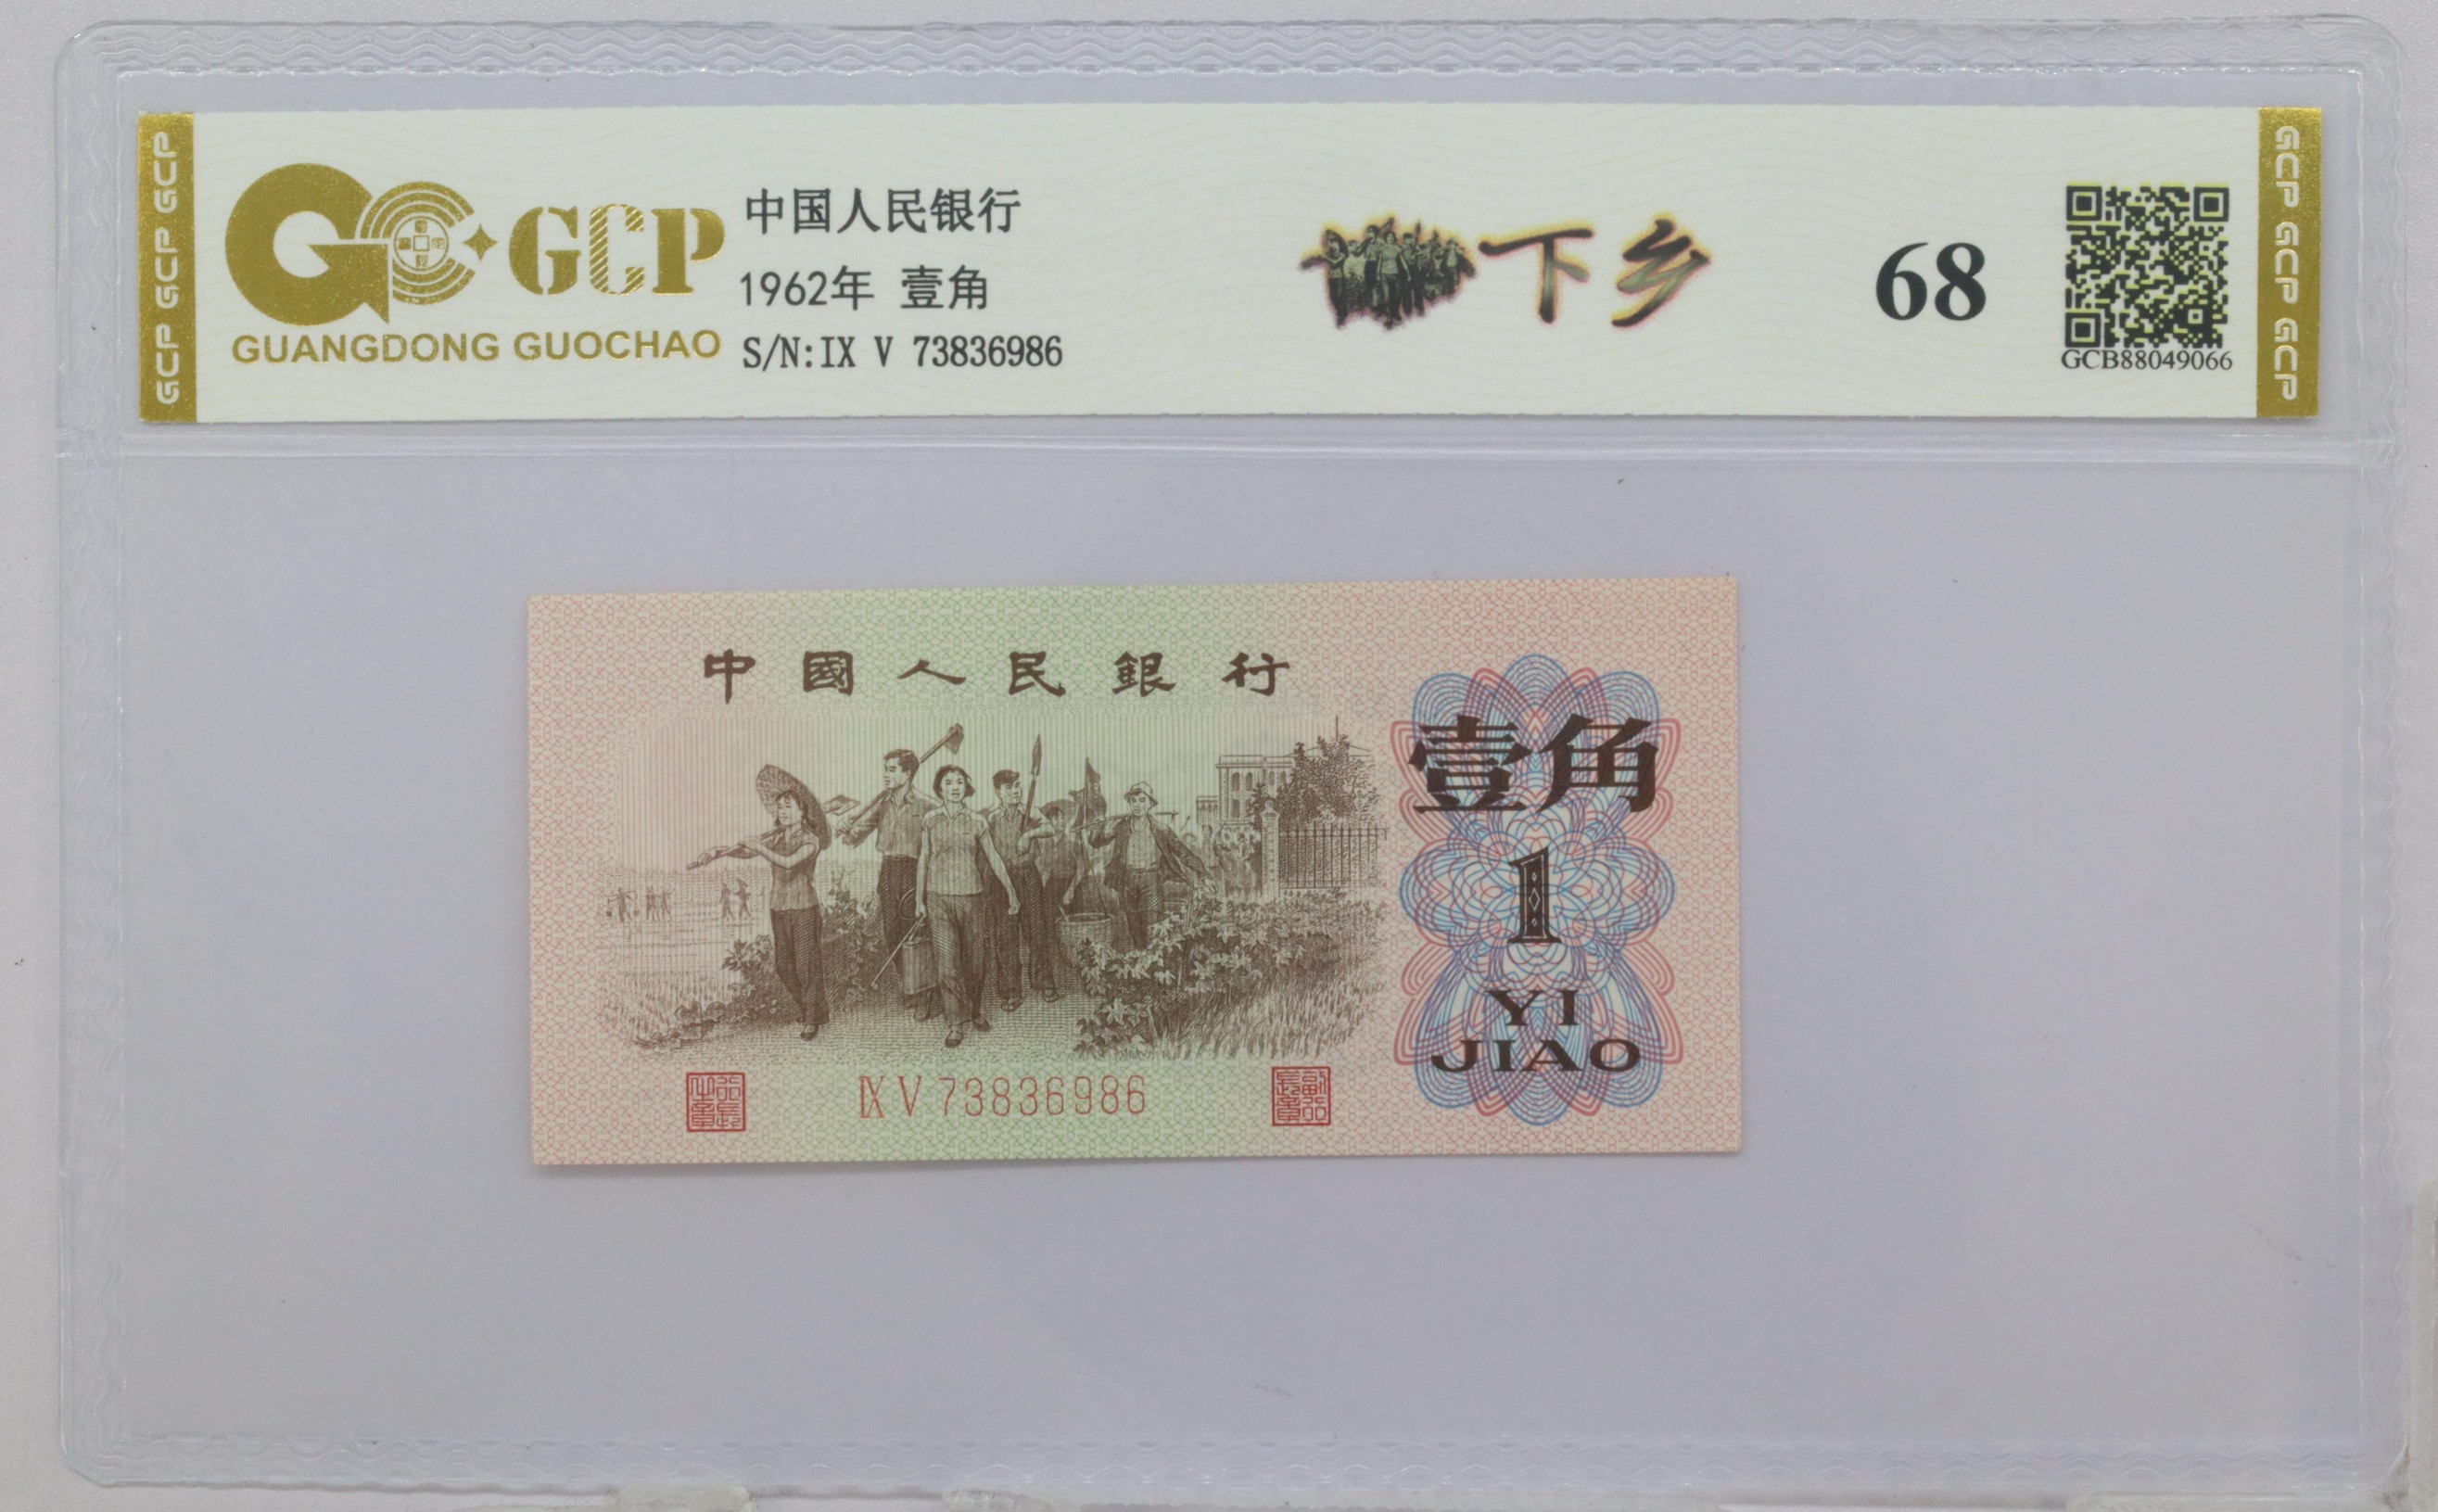 GCP GCP GCP
GCP
GUANGDONG GUOCHAO
中国人民银行
1962年 壹角
S/N:IX V 73836986
下乡
68
GCB88049066
GCP GCP GCP
中國人民銀行
壹角
1
YI
JIAO
IX V 73836986